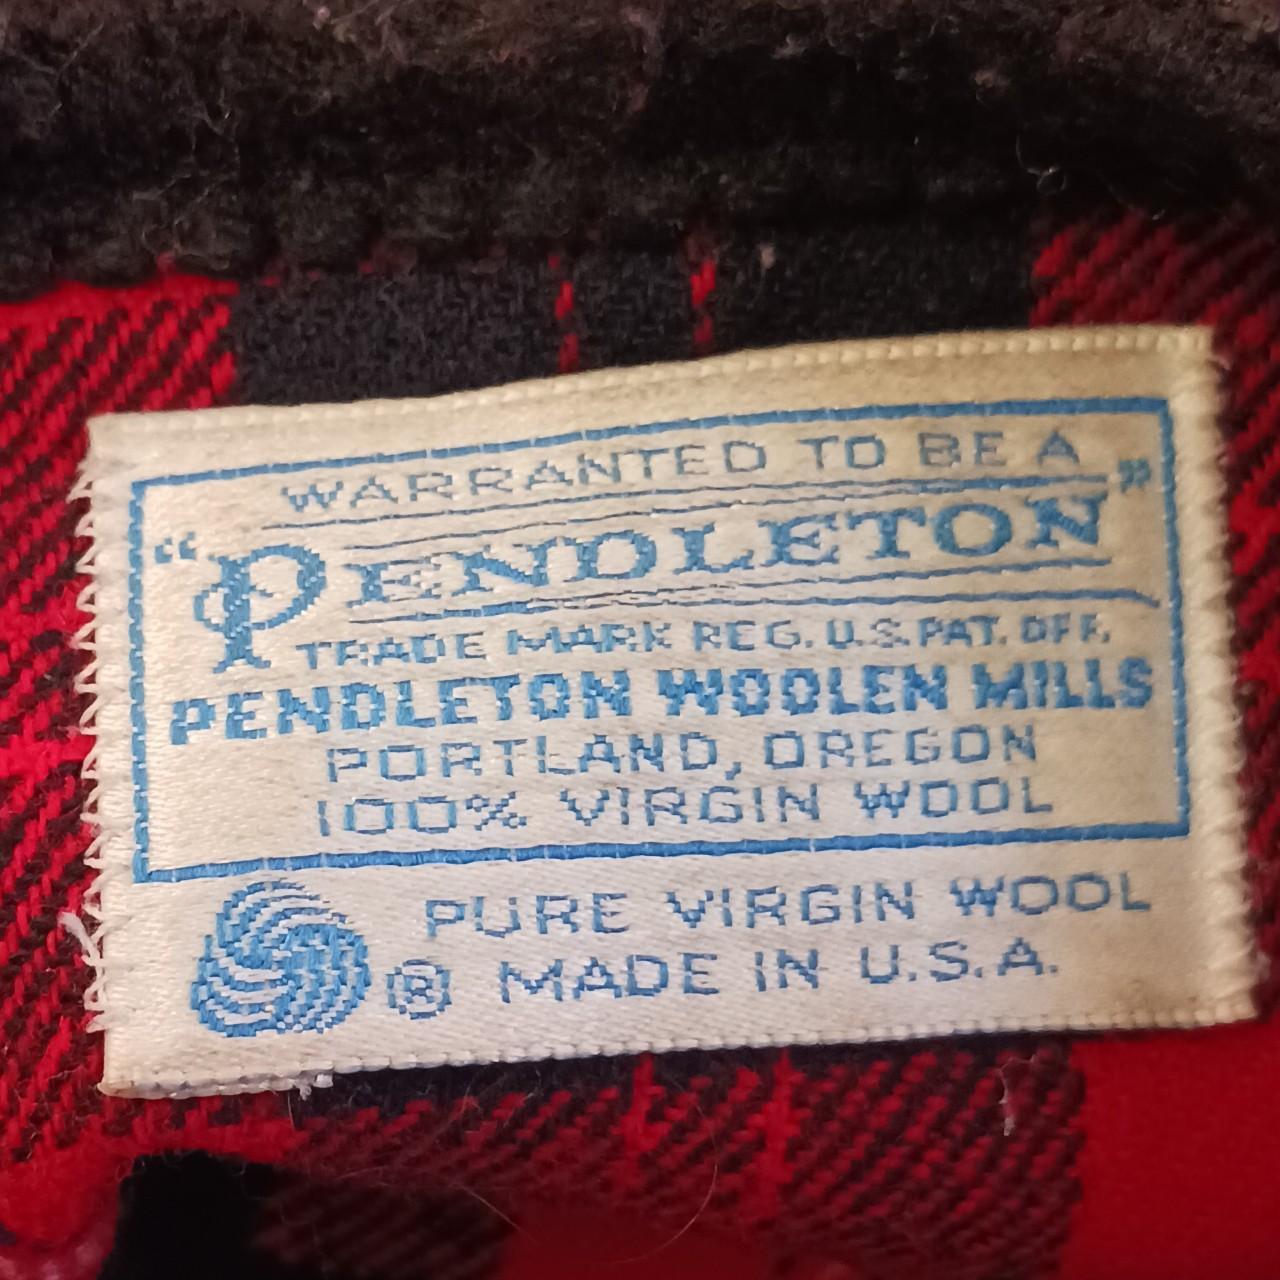 WARRANTED TO BE A
"PENDLETON"
TRADE MARK REG. U.S. PAT. OFF.
PENDLETON WOOLEN MILLS
PORTLAND, OREGON
100% VIRGIN WOOL
PURE VIRGIN WOOL
® MADE IN U.S.A.